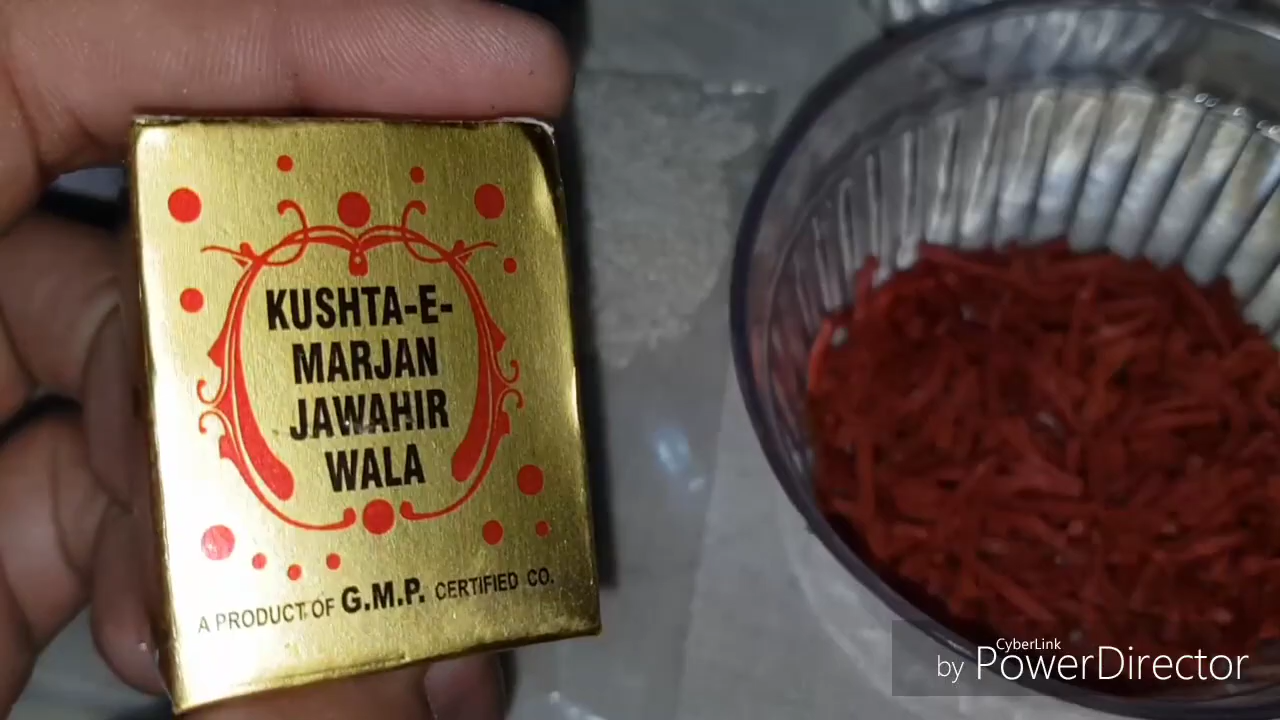 KUSHTA-E-
MARJAN
JAWAHIR
WALA
A PRODUCT OF G.M.P. CERTIFIED CO.
CyberLink
by PowerDirector